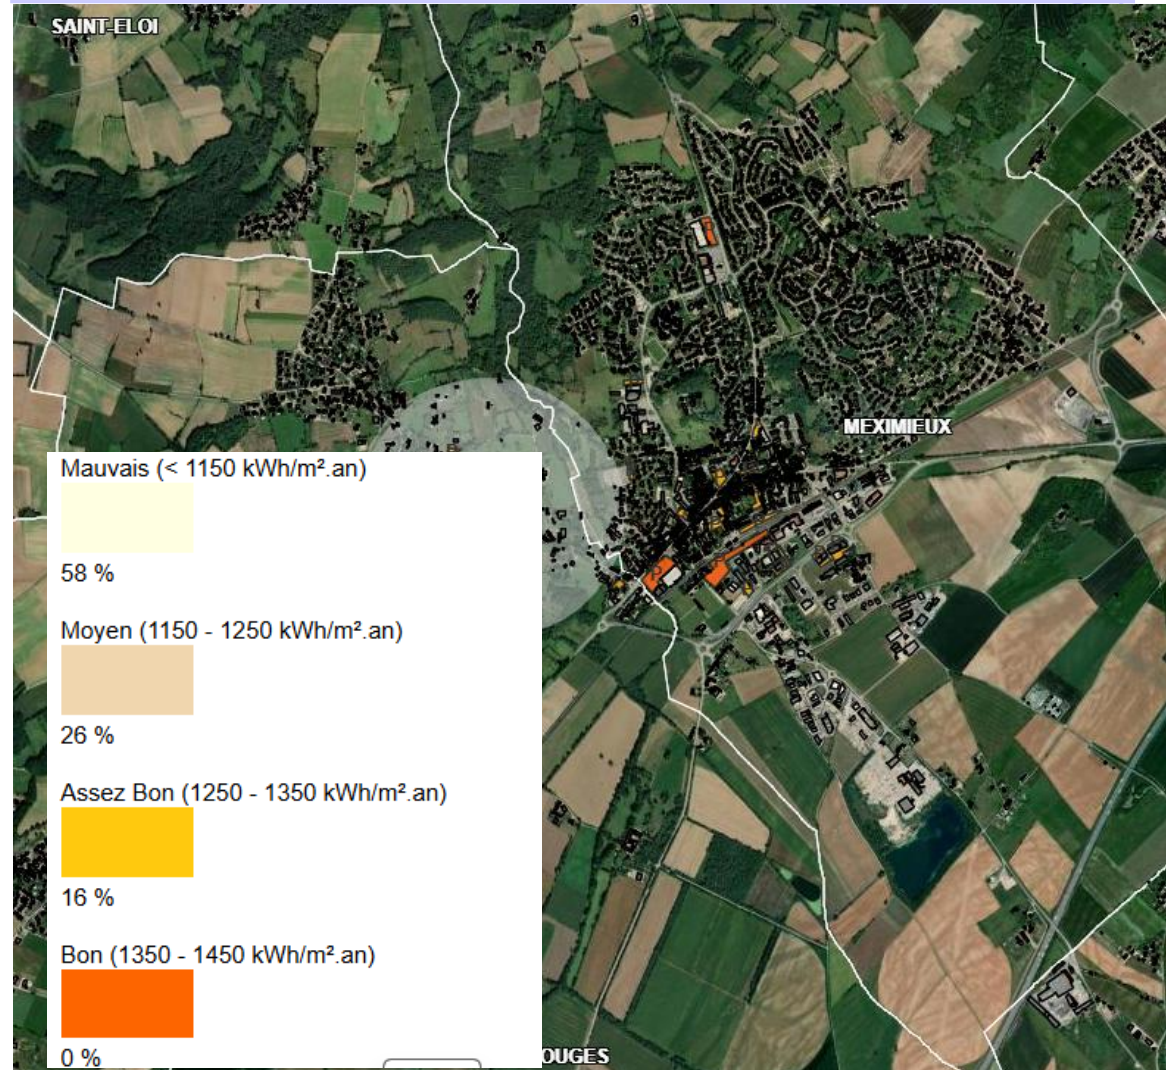 SAINT-ELOI
MEXIMIEUX
Mauvais (< 1150 kWh/m².an)
58 %
Moyen (1150 - 1250 kWh/m².an)
26 %
Assez Bon (1250 - 1350 kWh/m².an)
16 %
Bon (1350 - 1450 kWh/m².an)
0 %
OUGES